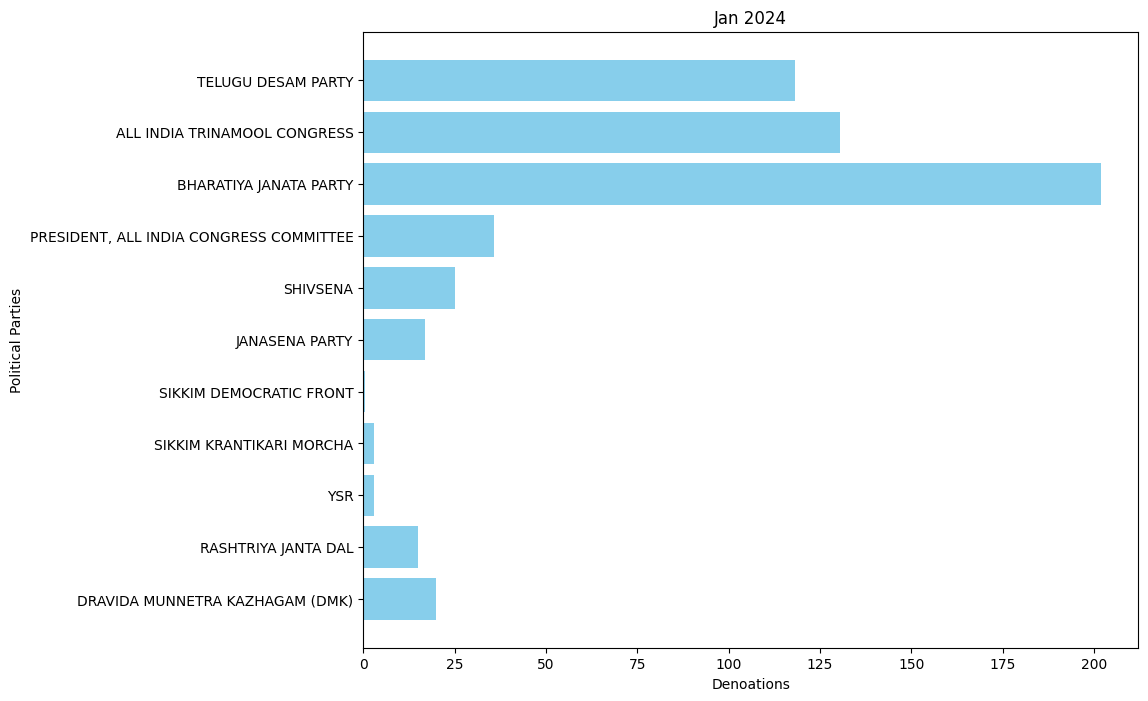 Jan 2024
Political Parties
TELUGU DESAM PARTY
ALL INDIA TRINAMOOL CONGRESS
BHARATIYA JANATA PARTY
PRESIDENT, ALL INDIA CONGRESS COMMITTEE
SHIVSENA
JANASENA PARTY
SIKKIM DEMOCRATIC FRONT
SIKKIM KRANTIKARI MORCHA
YSR
RASHTRIYA JANTA DAL
DRAVIDA MUNNETRA KAZHAGAM (DMK)
0 25 50 75 100 125 150 175 200
Denoations